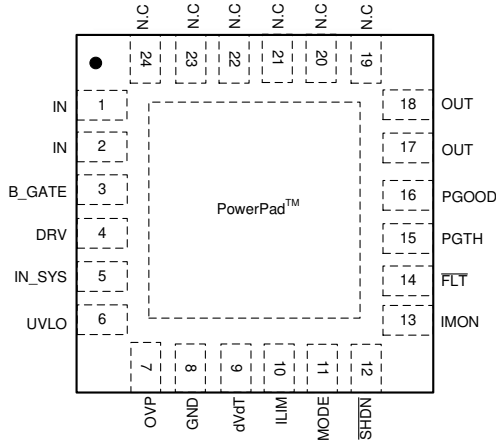 N.C N.C N.C N.C N.C N.C
24 23 22 21 20 19
IN 1
IN 2
B_GATE 3
DRV 4
IN_SYS 5
UVLO 6
PowerPad™
18 OUT
17 OUT
16 PGOOD
15 PGTH
14 FLT
13 IMON
7 8 9 10 11 12
OVP GND dVdT ILIM MODE SHDN